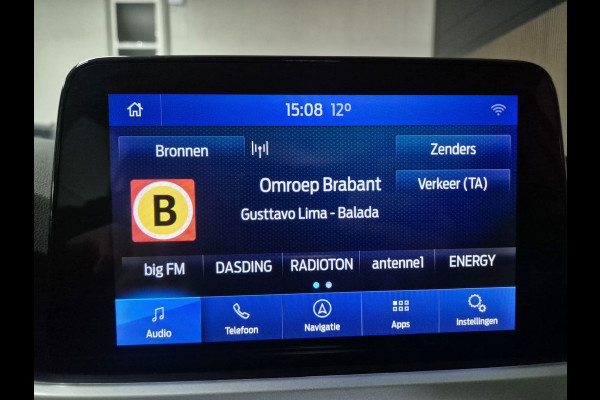 15:08 12°
Bronnen
Zenders
B
Omroep Brabant
Verkeer (TA)
Gusttavo Lima - Balada
big FM DASDING RADIOTON antenne1 ENERGY
Audio Telefoon Navigatie Apps Instellingen